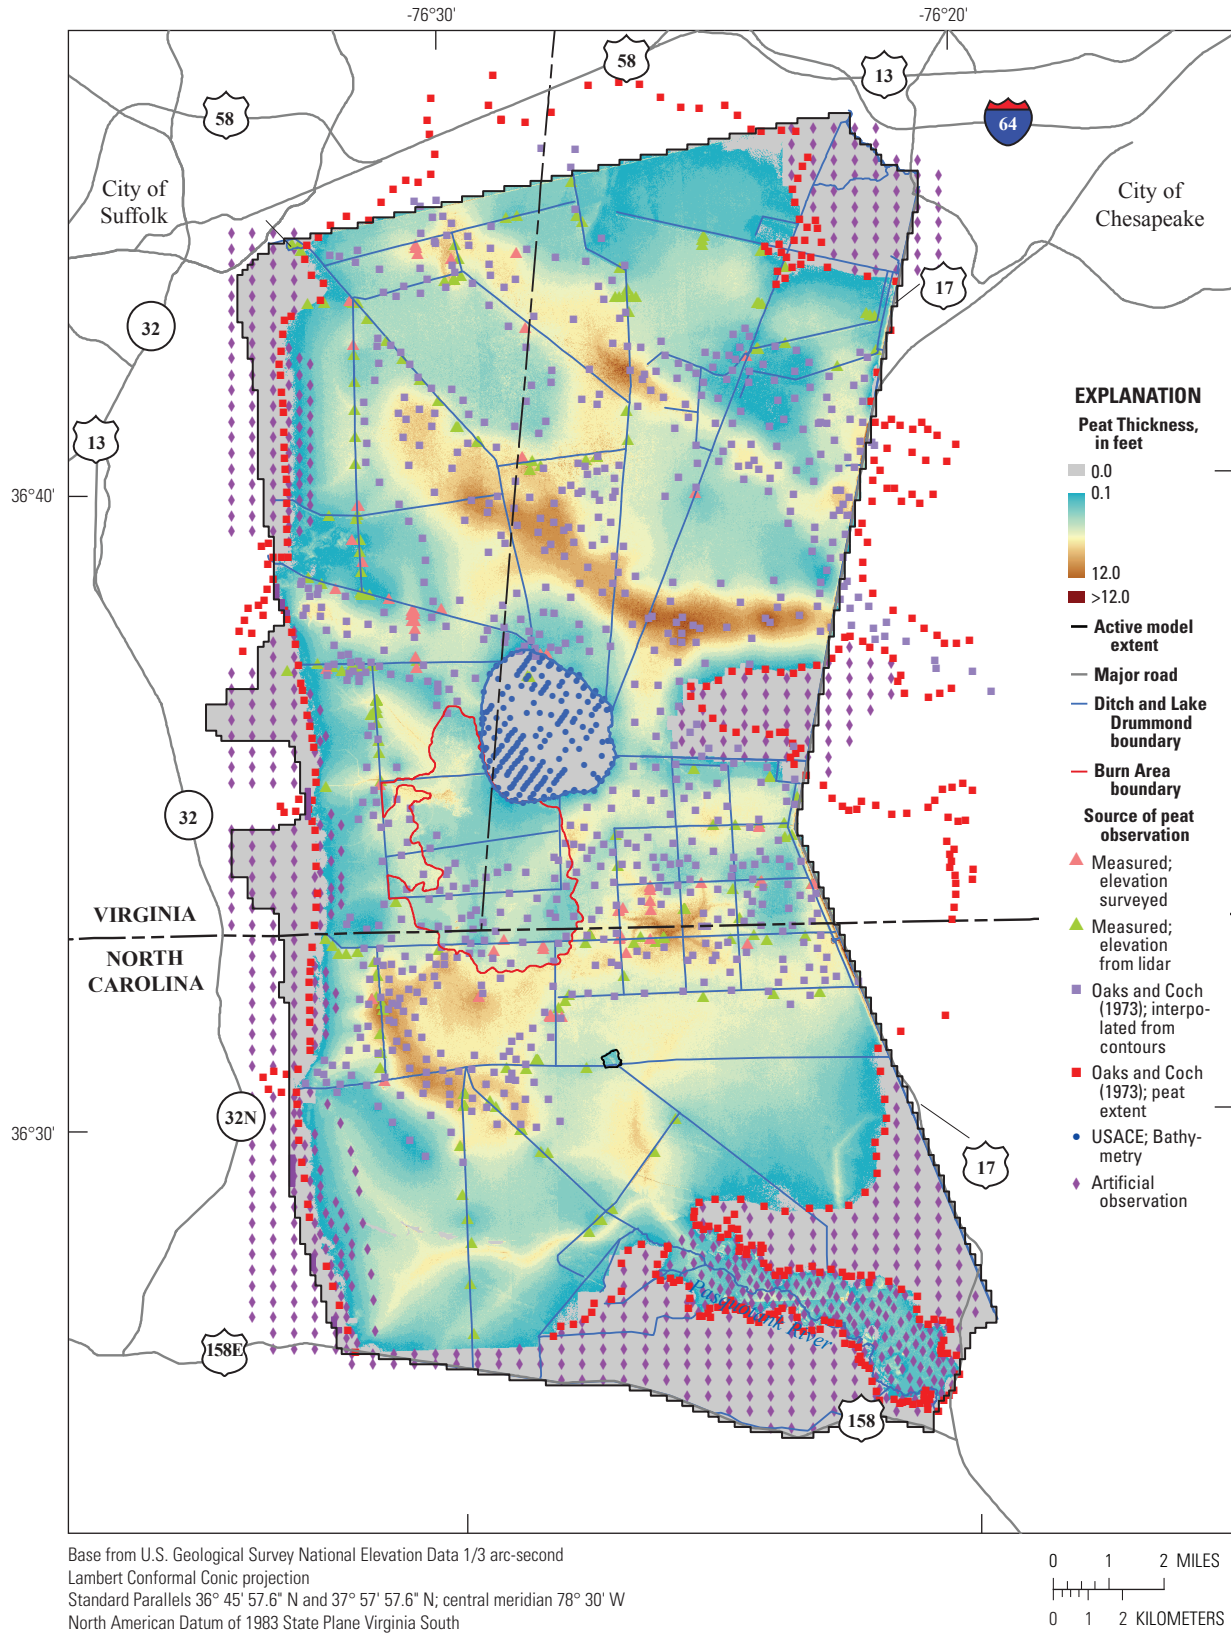 -76°30'
-76°20'
58
13
58
64
City of
Suffolk
City of
Chesapeake
17
32
13
36°40'
EXPLANATION
Peat Thickness,
in feet
0.0
0.1
12.0
>12.0
Active model
extent
Major road
Ditch and Lake
Drummond
boundary
Burn Area
boundary
Source of peat
observation
Measured;
elevation
surveyed
Measured;
elevation
from lidar
Oaks and Coch
(1973); interpo-
lated from
contours
Oaks and Coch
(1973); peat
extent
USACE; Bathy-
metry
Artificial
observation
32
VIRGINIA
NORTH
CAROLINA
32N
36°30'
17
Pasquotank River
158E
158
Base from U.S. Geological Survey National Elevation Data 1/3 arc-second
Lambert Conformal Conic projection
Standard Parallels 36° 45' 57.6" N and 37° 57' 57.6" N; central meridian 78° 30' W
North American Datum of 1983 State Plane Virginia South
0 1 2 MILES
0 1 2 KILOMETERS